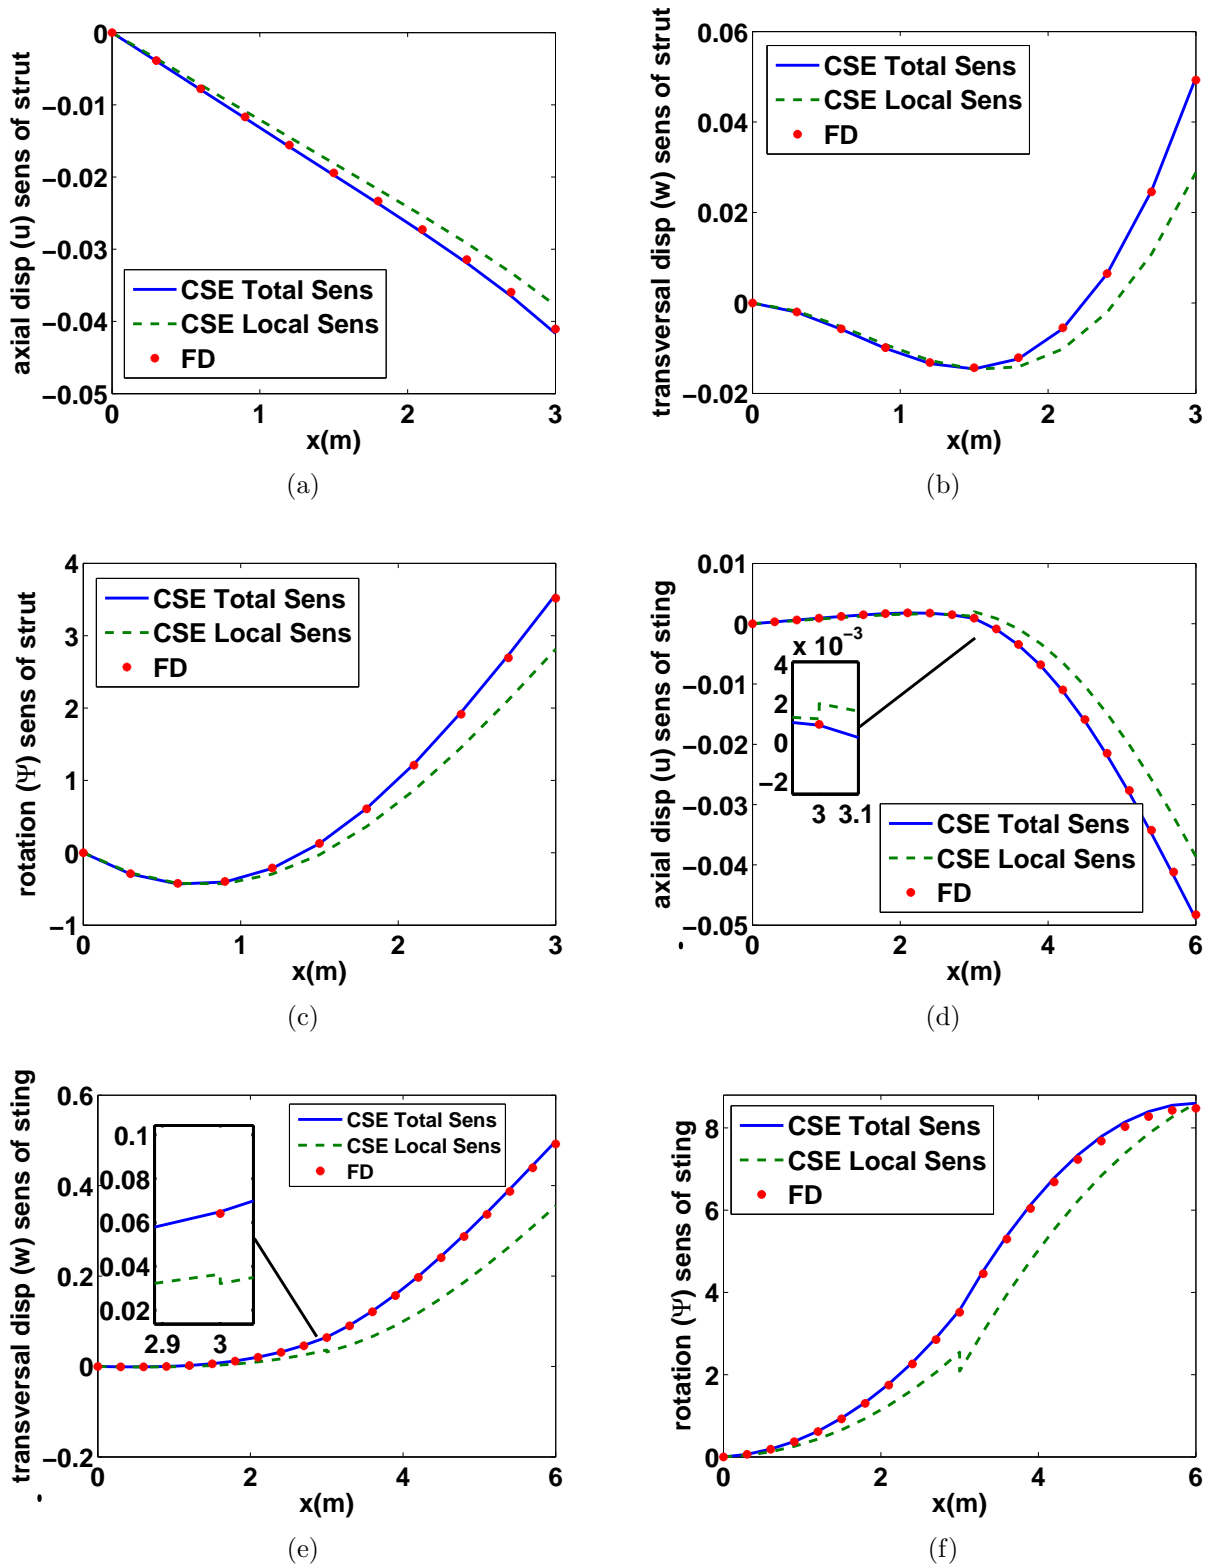 axial disp (u) sens of strut
0
−0.01
−0.02
−0.03
−0.04
−0.05
CSE Total Sens
CSE Local Sens
FD
0 1 2 3
x(m)
(a)
transversal disp (w) sens of strut
0.06
0.04
0.02
0
−0.02
CSE Total Sens
CSE Local Sens
FD
0 1 2 3
x(m)
(b)
rotation (Ψ) sens of strut
4
3
2
1
0
−1
CSE Total Sens
CSE Local Sens
FD
0 1 2 3
x(m)
(c)
axial disp (u) sens of sting
0.01
0
−0.01
−0.02
−0.03
−0.04
−0.05
x 10−3
4
2
0
−2
3 3.1
CSE Total Sens
CSE Local Sens
FD
0 2 4 6
x(m)
(d)
transversal disp (w) sens of sting
0.6
0.4
0.2
0
−0.2
0.1
0.08
0.06
0.04
0.02
2.9 3
CSE Total Sens
CSE Local Sens
FD
0 2 4 6
x(m)
(e)
rotation (Ψ) sens of sting
8
6
4
2
0
CSE Total Sens
CSE Local Sens
FD
0 2 4 6
x(m)
(f)